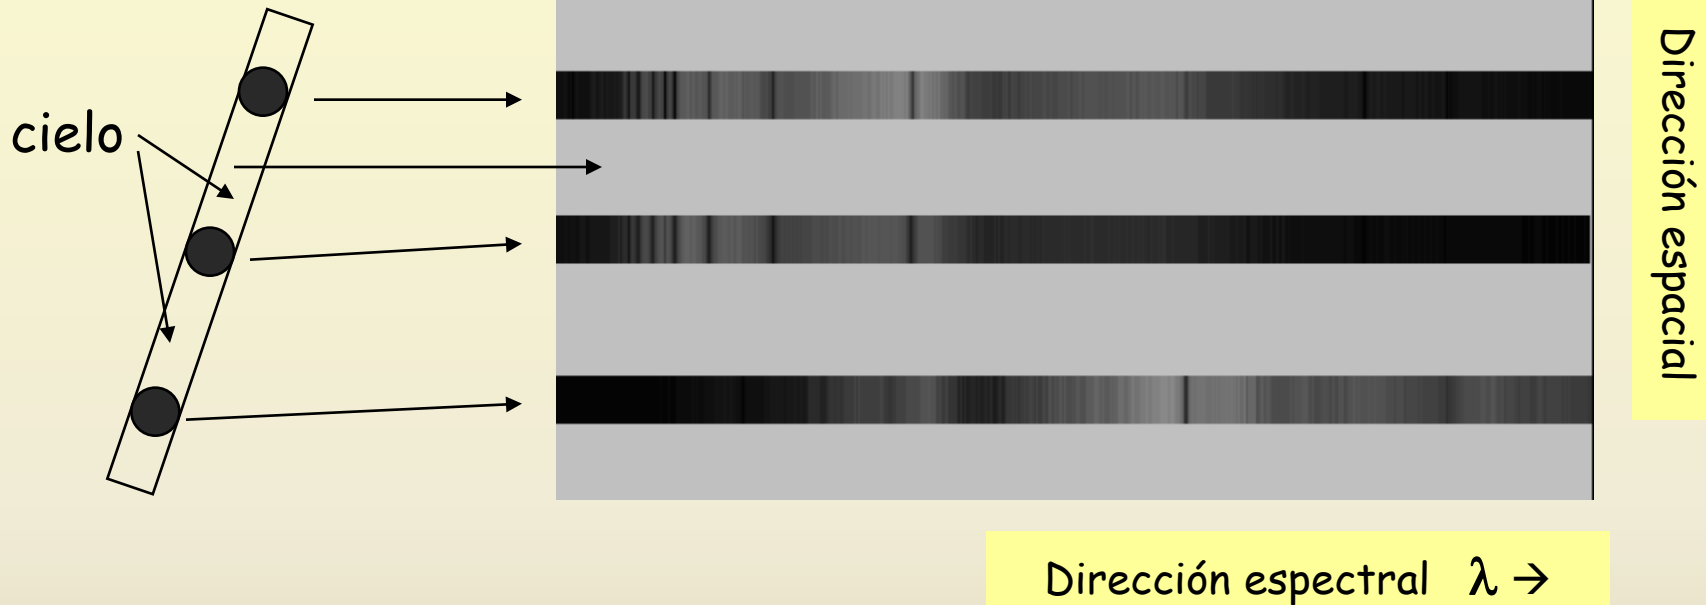 cielo
Dirección espacial
Dirección espectral λ →